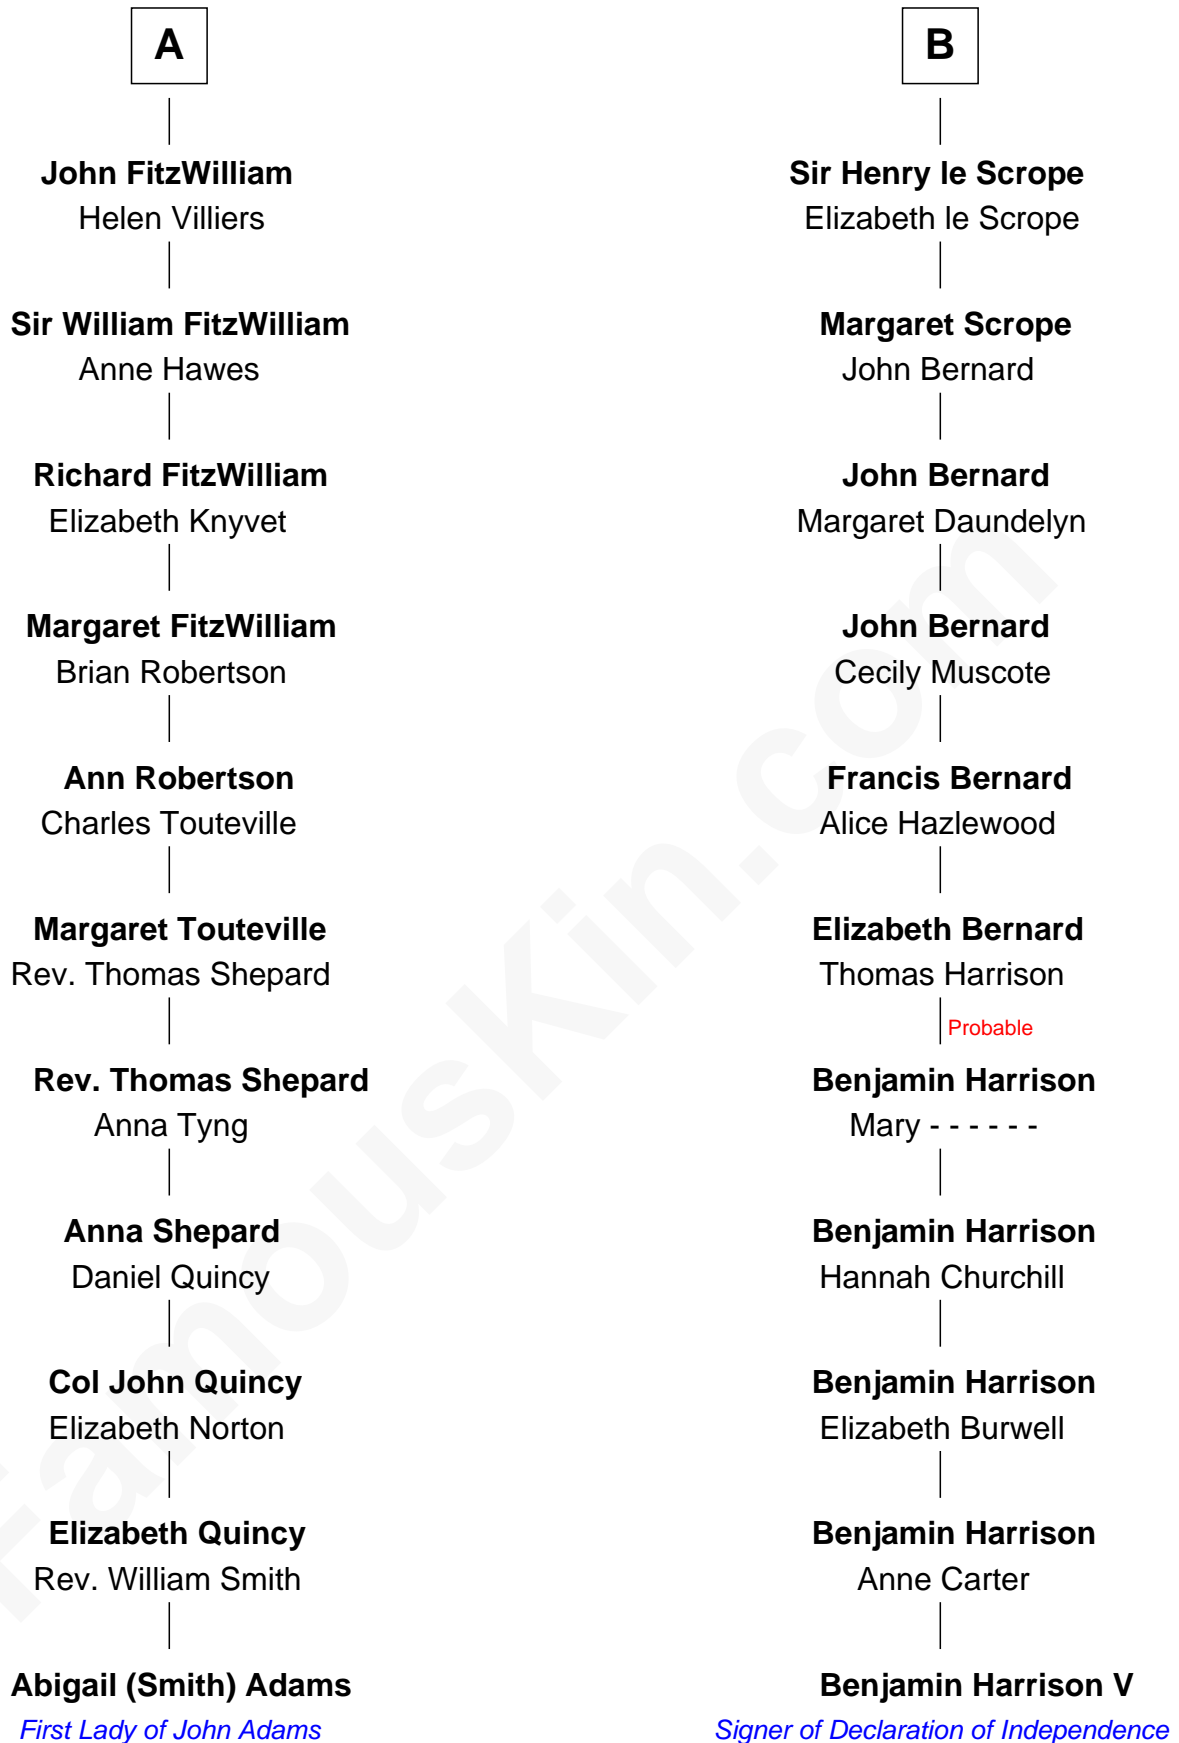 A
John FitzWilliam
Helen Villiers
Sir William FitzWilliam
Anne Hawes
Richard FitzWilliam
Elizabeth Knyvet
Margaret FitzWilliam
Brian Robertson
Ann Robertson
Charles Touteville
Margaret Touteville
Rev. Thomas Shepard
Rev. Thomas Shepard
Anna Tyng
Anna Shepard
Daniel Quincy
Col John Quincy
Elizabeth Norton
Elizabeth Quincy
Rev. William Smith
Abigail (Smith) Adams
First Lady of John Adams
B
Sir Henry le Scrope
Elizabeth le Scrope
Margaret Scrope
John Bernard
John Bernard
Margaret Daundelyn
John Bernard
Cecily Muscote
Francis Bernard
Alice Hazlewood
Elizabeth Bernard
Thomas Harrison
Probable
Benjamin Harrison
Mary - - - - - -
Benjamin Harrison
Hannah Churchill
Benjamin Harrison
Elizabeth Burwell
Benjamin Harrison
Anne Carter
Benjamin Harrison V
Signer of Declaration of Independence
FamousKin.com